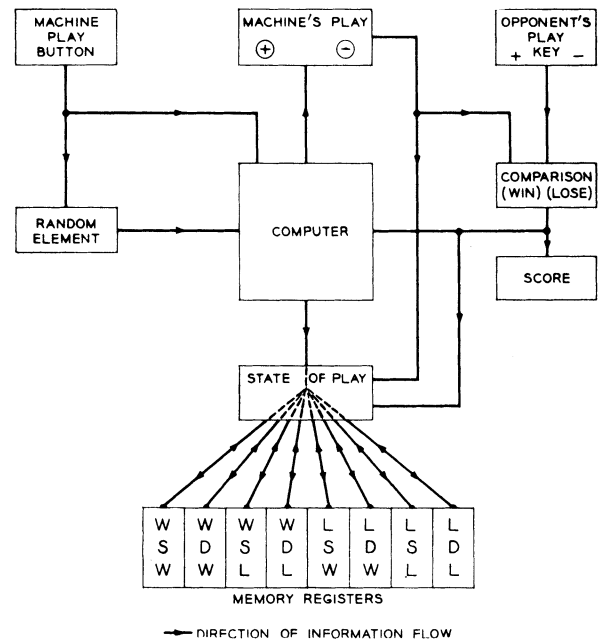 MACHINE
PLAY
BUTTON
MACHINE'S PLAY
+ −
OPPONENT'S
PLAY
KEY
+ −
COMPARISON
(WIN) (LOSE)
RANDOM
ELEMENT
COMPUTER
SCORE
STATE OF PLAY
W W W W L L L L
S D S D S D S D
W W L L W W L L
MEMORY REGISTERS
DIRECTION OF INFORMATION FLOW